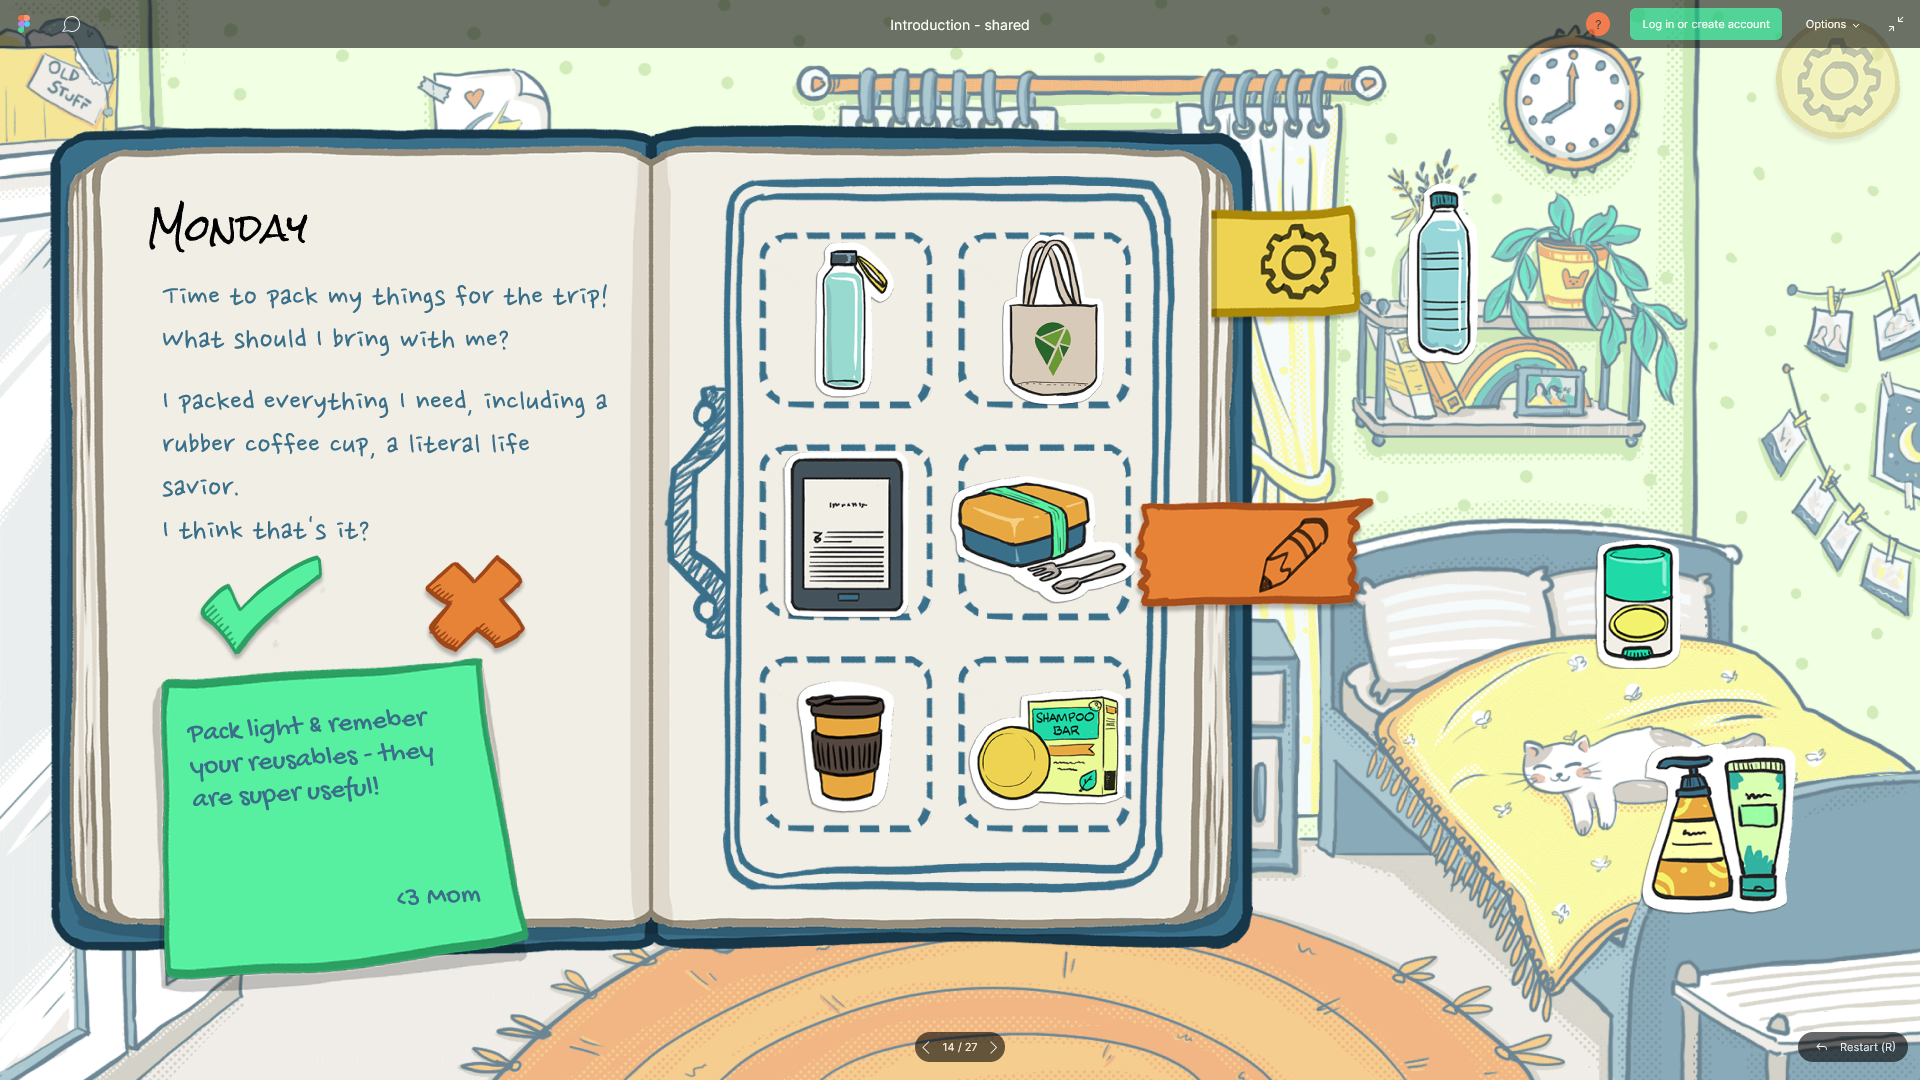 Introduction - shared
?
Log in or create account
Options
OLD
STUFF
Monday
Time to pack my things for the trip!
What should I bring with me?
I packed everything I need, including a
rubber coffee cup, a literal life
savior.
I think that's it?
Pack light & remeber
your reusables - they
are super useful!
<3 Mom
SHAMPOO
BAR
14 / 27
Restart (R)